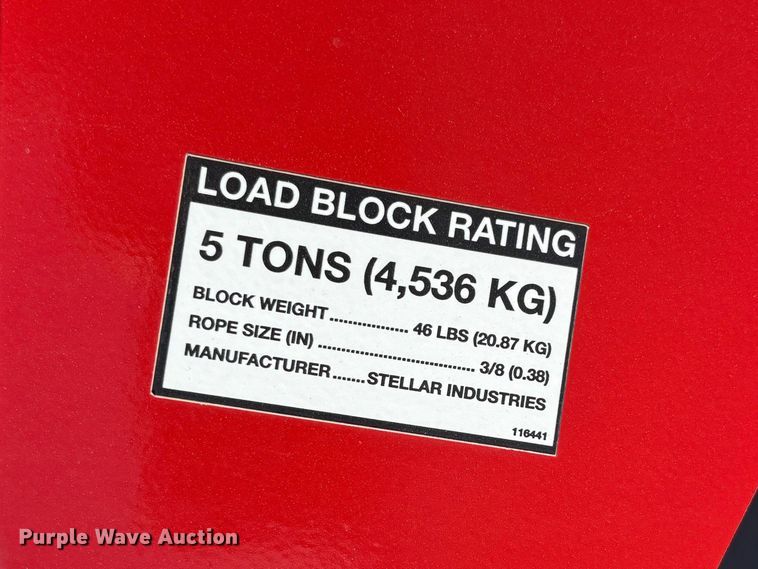 LOAD BLOCK RATING
5 TONS (4,536 KG)
BLOCK WEIGHT ................ 46 LBS (20.87 KG)
ROPE SIZE (IN) ................................ 3/8 (0.38)
MANUFACTURER ....... STELLAR INDUSTRIES
116441
Purple Wave Auction